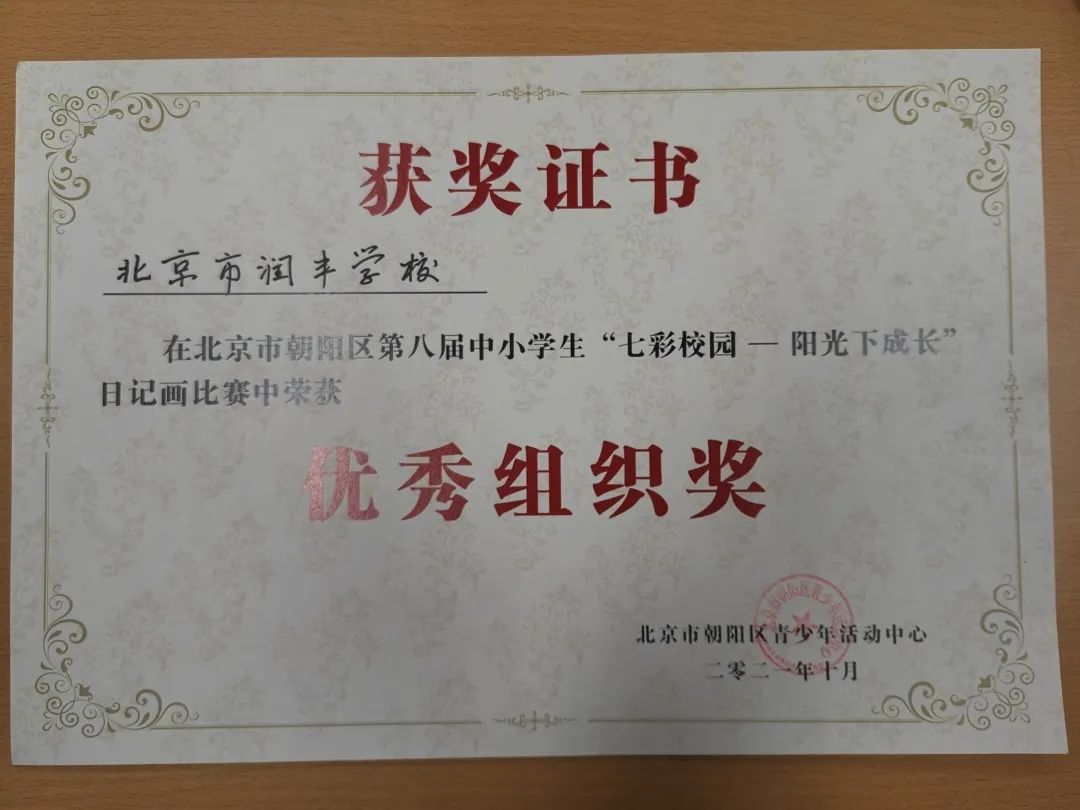 获奖证书
北京市润丰学校
在北京市朝阳区第八届中小学生“七彩校园 — 阳光下成长”
日记画比赛中荣获
优秀组织奖
北京市朝阳区青少年活动中心
二零二一年十月